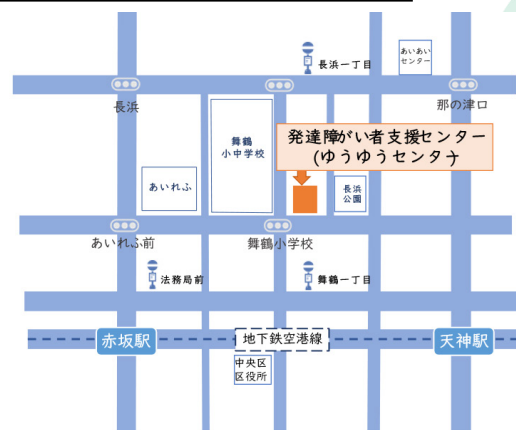 あいあい
センター
長浜一丁目
長浜
那の津口
舞鶴
小中学校
発達障がい者支援センター
(ゆうゆうセンター)
あいれふ
長浜
公園
あいれふ前
舞鶴小学校
法務局前
舞鶴一丁目
赤坂駅
地下鉄空港線
天神駅
中央区
区役所